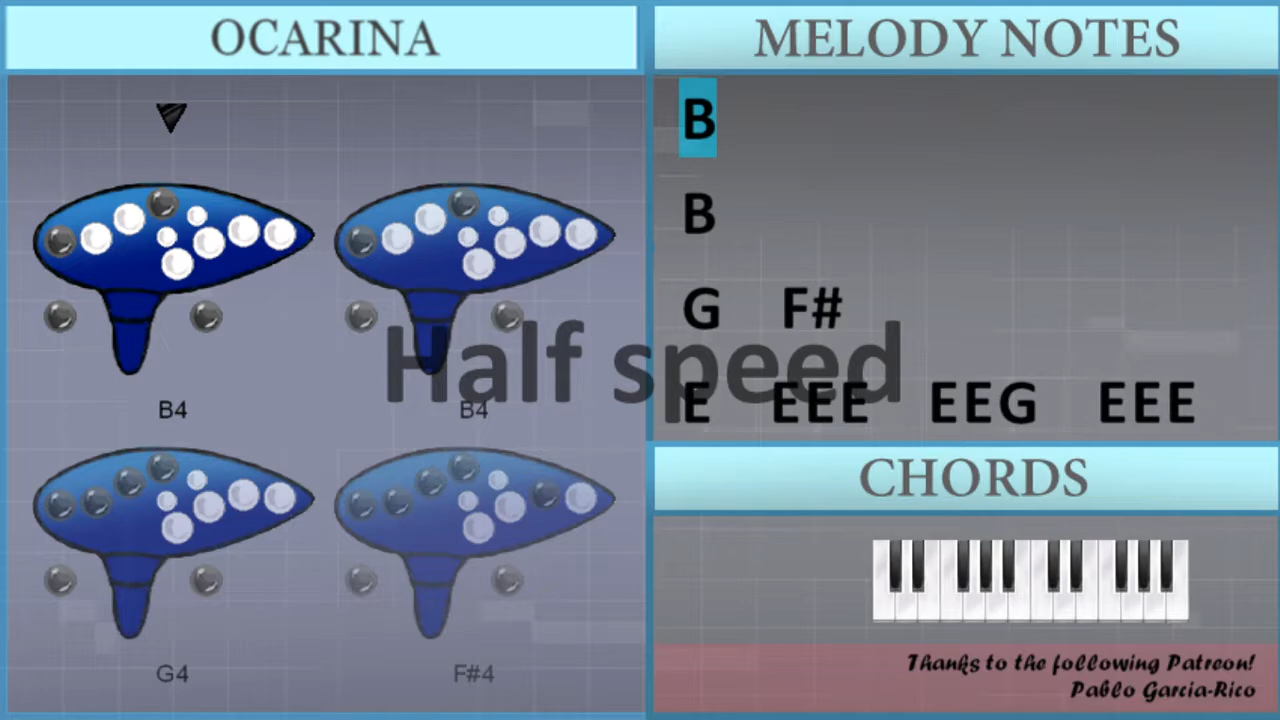 OCARINA
B4
B4
G4
F#4
Half speed
MELODY NOTES
B
B
G F#
E EEE EEG EEE
CHORDS
Thanks to the following Patreon!
Pablo Garcia-Rico